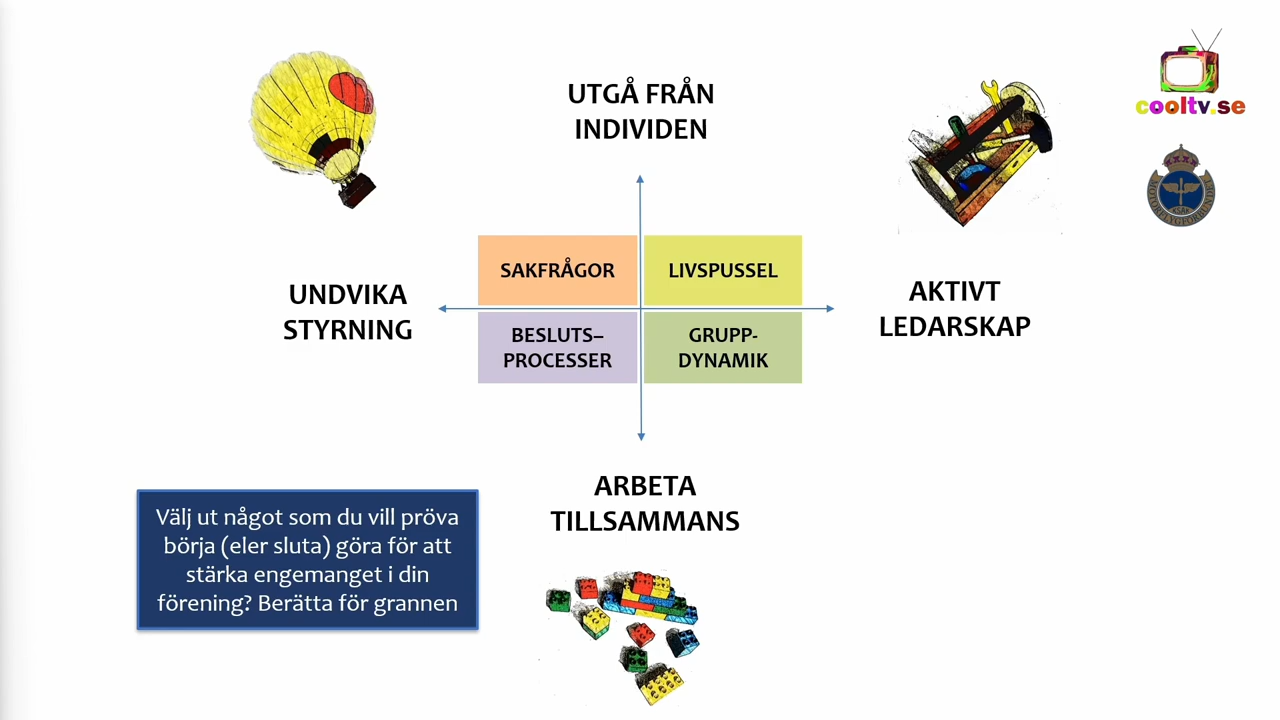 UTGÅ FRÅN
INDIVIDEN
cooltv.se
SAKFRÅGOR
LIVSPUSSEL
UNDVIKA
STYRNING
AKTIVT
LEDARSKAP
BESLUTS–
PROCESSER
GRUPP-
DYNAMIK
ARBETA
TILLSAMMANS
Välj ut något som du vill pröva
börja (eler sluta) göra för att
stärka engemanget i din
förening? Berätta för grannen